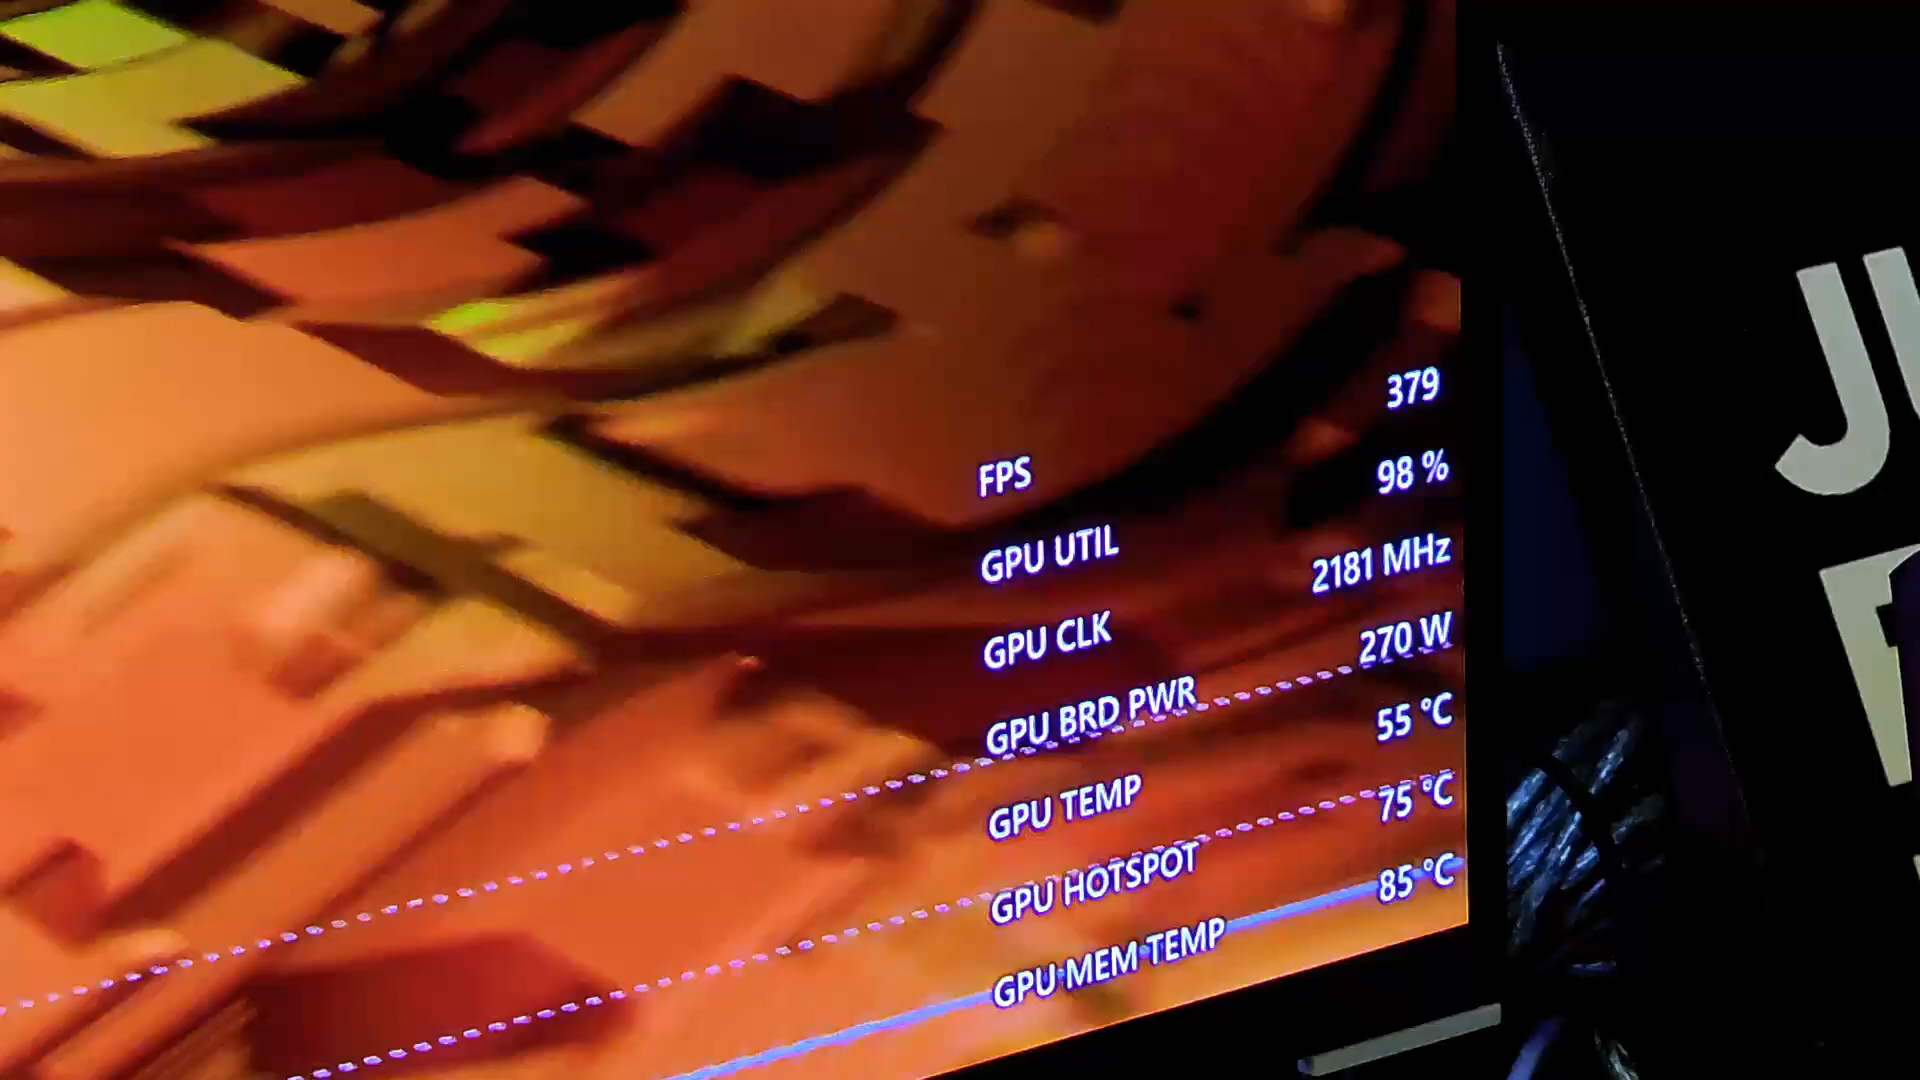 FPS 379
GPU UTIL 98 %
GPU CLK 2181 MHz
GPU BRD PWR 270 W
GPU TEMP 55 °C
GPU HOTSPOT 75 °C
GPU MEM TEMP 85 °C